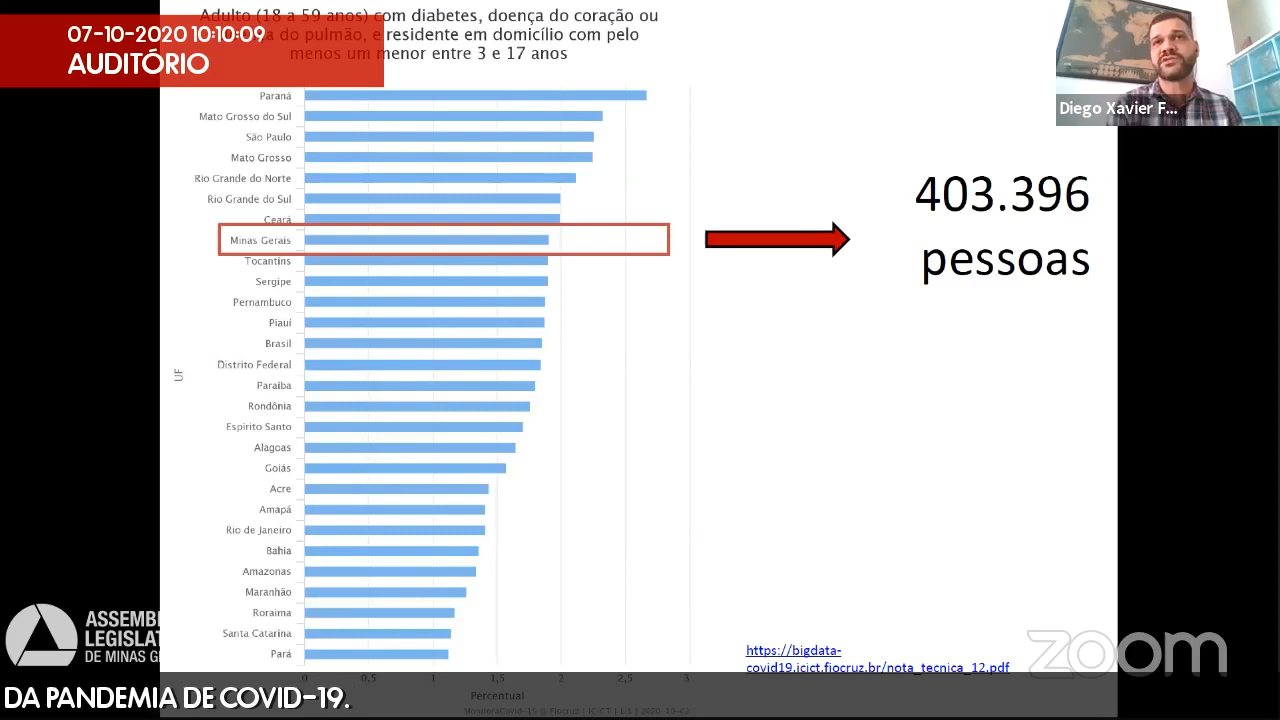 Adulto (18 a 59 anos) com diabetes, doença do coração ou
do pulmão, e residente em domicílio com pelo
menos um menor entre 3 e 17 anos
07-10-2020 10:10:09
AUDITÓRIO
Diego Xavier F...
Paraná
Mato Grosso do Sul
São Paulo
Mato Grosso
Rio Grande do Norte
Rio Grande do Sul
Ceará
Minas Gerais
Tocantins
Sergipe
Pernambuco
Piauí
Brasil
Distrito Federal
Paraíba
Rondônia
Espírito Santo
Alagoas
Goiás
Acre
Amapá
Rio de Janeiro
Bahia
Amazonas
Maranhão
Roraima
Santa Catarina
Pará
UF
0 0,5 1 1,5 2 2,5 3
Percentual
403.396
pessoas
https://bigdata-
covid19.icict.fiocruz.br/nota_tecnica_12.pdf
zoom
ASSEMB
LEGISLAT
DE MINAS G
DA PANDEMIA DE COVID-19.